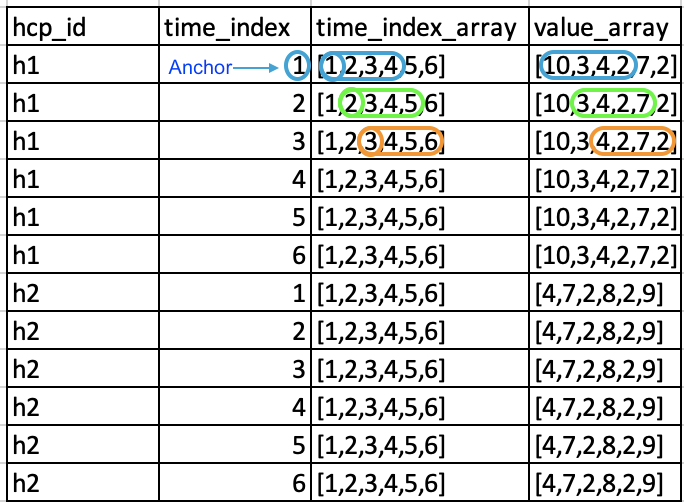 hcp_id time_index time_index_array value_array
h1 Anchor 1 [1,2,3,4,5,6] [10,3,4,2,7,2]
h1 2 [1,2,3,4,5,6] [10,3,4,2,7,2]
h1 3 [1,2,3,4,5,6] [10,3,4,2,7,2]
h1 4 [1,2,3,4,5,6] [10,3,4,2,7,2]
h1 5 [1,2,3,4,5,6] [10,3,4,2,7,2]
h1 6 [1,2,3,4,5,6] [10,3,4,2,7,2]
h2 1 [1,2,3,4,5,6] [4,7,2,8,2,9]
h2 2 [1,2,3,4,5,6] [4,7,2,8,2,9]
h2 3 [1,2,3,4,5,6] [4,7,2,8,2,9]
h2 4 [1,2,3,4,5,6] [4,7,2,8,2,9]
h2 5 [1,2,3,4,5,6] [4,7,2,8,2,9]
h2 6 [1,2,3,4,5,6] [4,7,2,8,2,9]